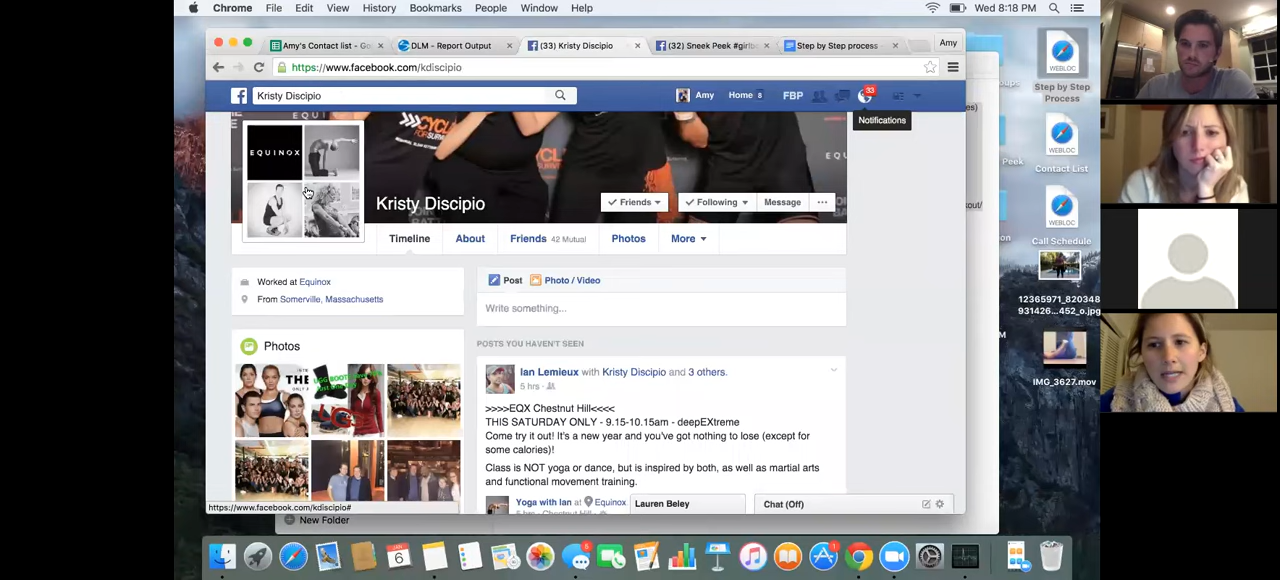 Chrome File Edit View History Bookmarks People Window Help Wed 8:18 PM
Amy's Contact list - Go DLM - Report Output (33) Kristy Discipio (32) Sneek Peek #girlb Step by Step process Amy
https://www.facebook.com/kdiscipio
Kristy Discipio Amy Home 8 FBP 33
Notifications
EQUINOX
Kristy Discipio
Friends Following Message ...
Timeline About Friends 42 Mutual Photos More
Worked at Equinox
From Somerville, Massachusetts
Photos
Post Photo / Video
Write something...
POSTS YOU HAVEN'T SEEN
Ian Lemieux with Kristy Discipio and 3 others.
5 hrs
>>>>EQX Chestnut Hill<<<<
THIS SATURDAY ONLY - 9.15-10.15am - deepEXtreme
Come try it out! It's a new year and you've got nothing to lose (except for
some calories)!
Class is NOT yoga or dance, but is inspired by both, as well as martial arts
and functional movement training.
Yoga with Ian at Equinox
Lauren Beley
Chat (Off)
https://www.facebook.com/kdiscipio#
New Folder
WEBLOC
Step by Step
Process
WEBLOC
Contact List
WEBLOC
Call Schedule
12365971_820348
931426...452_o.jpg
IMG_3627.mov
Peek
6